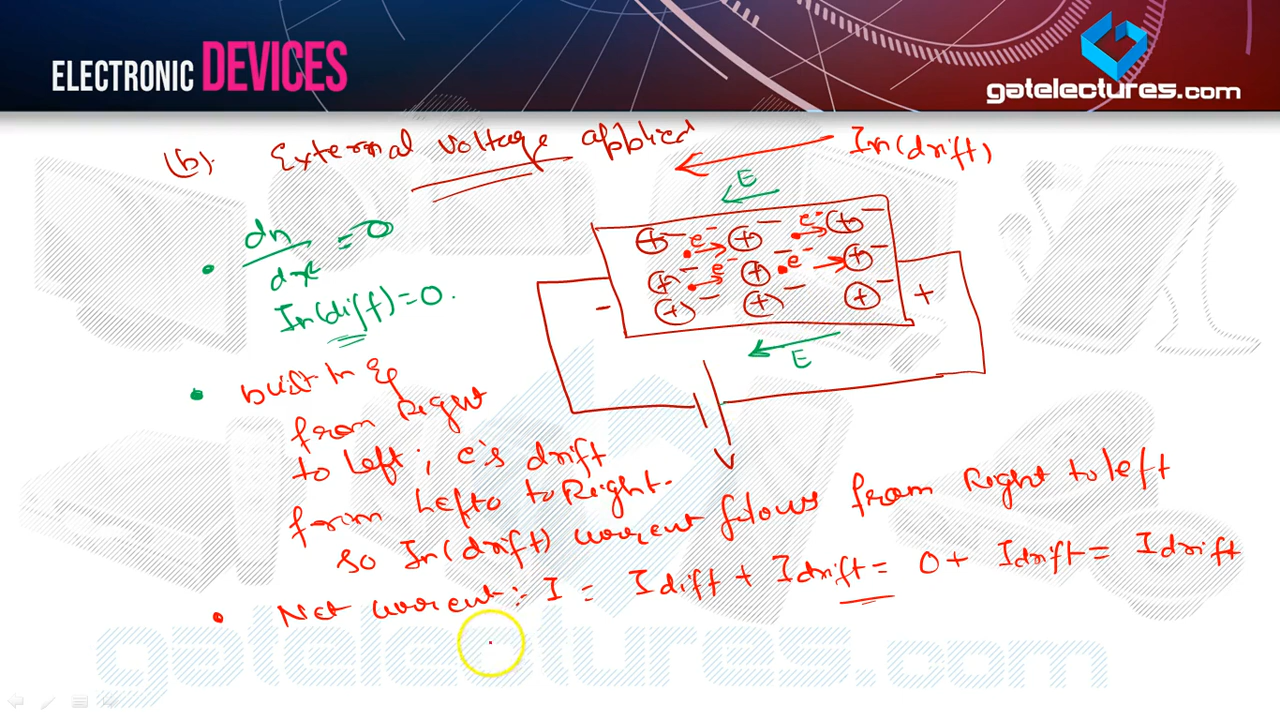 ELECTRONIC DEVICES
gatelectures.com
(b). External Voltage applied
In(drift)
E
dn/dx = 0
In(diff) = 0.
e⁻ e⁻
e⁻ e⁻
- +
E
built in E
from Right
to left ; e's drift
from Lefto to Right.
so In(drift) current flows from Right to left
Net current :- I = Idiff + Idrift = 0 + Idrift = Idrift
gatelectures.com